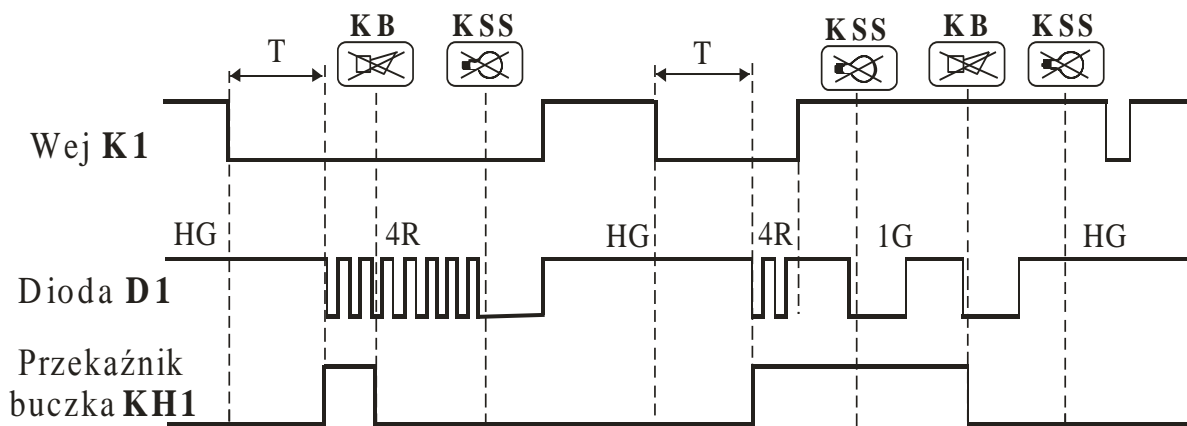 KB KSS KSS KB KSS
T T
Wej K1
HG 4R HG 4R 1G HG
Dioda D1
Przekaźnik
buczka KH1